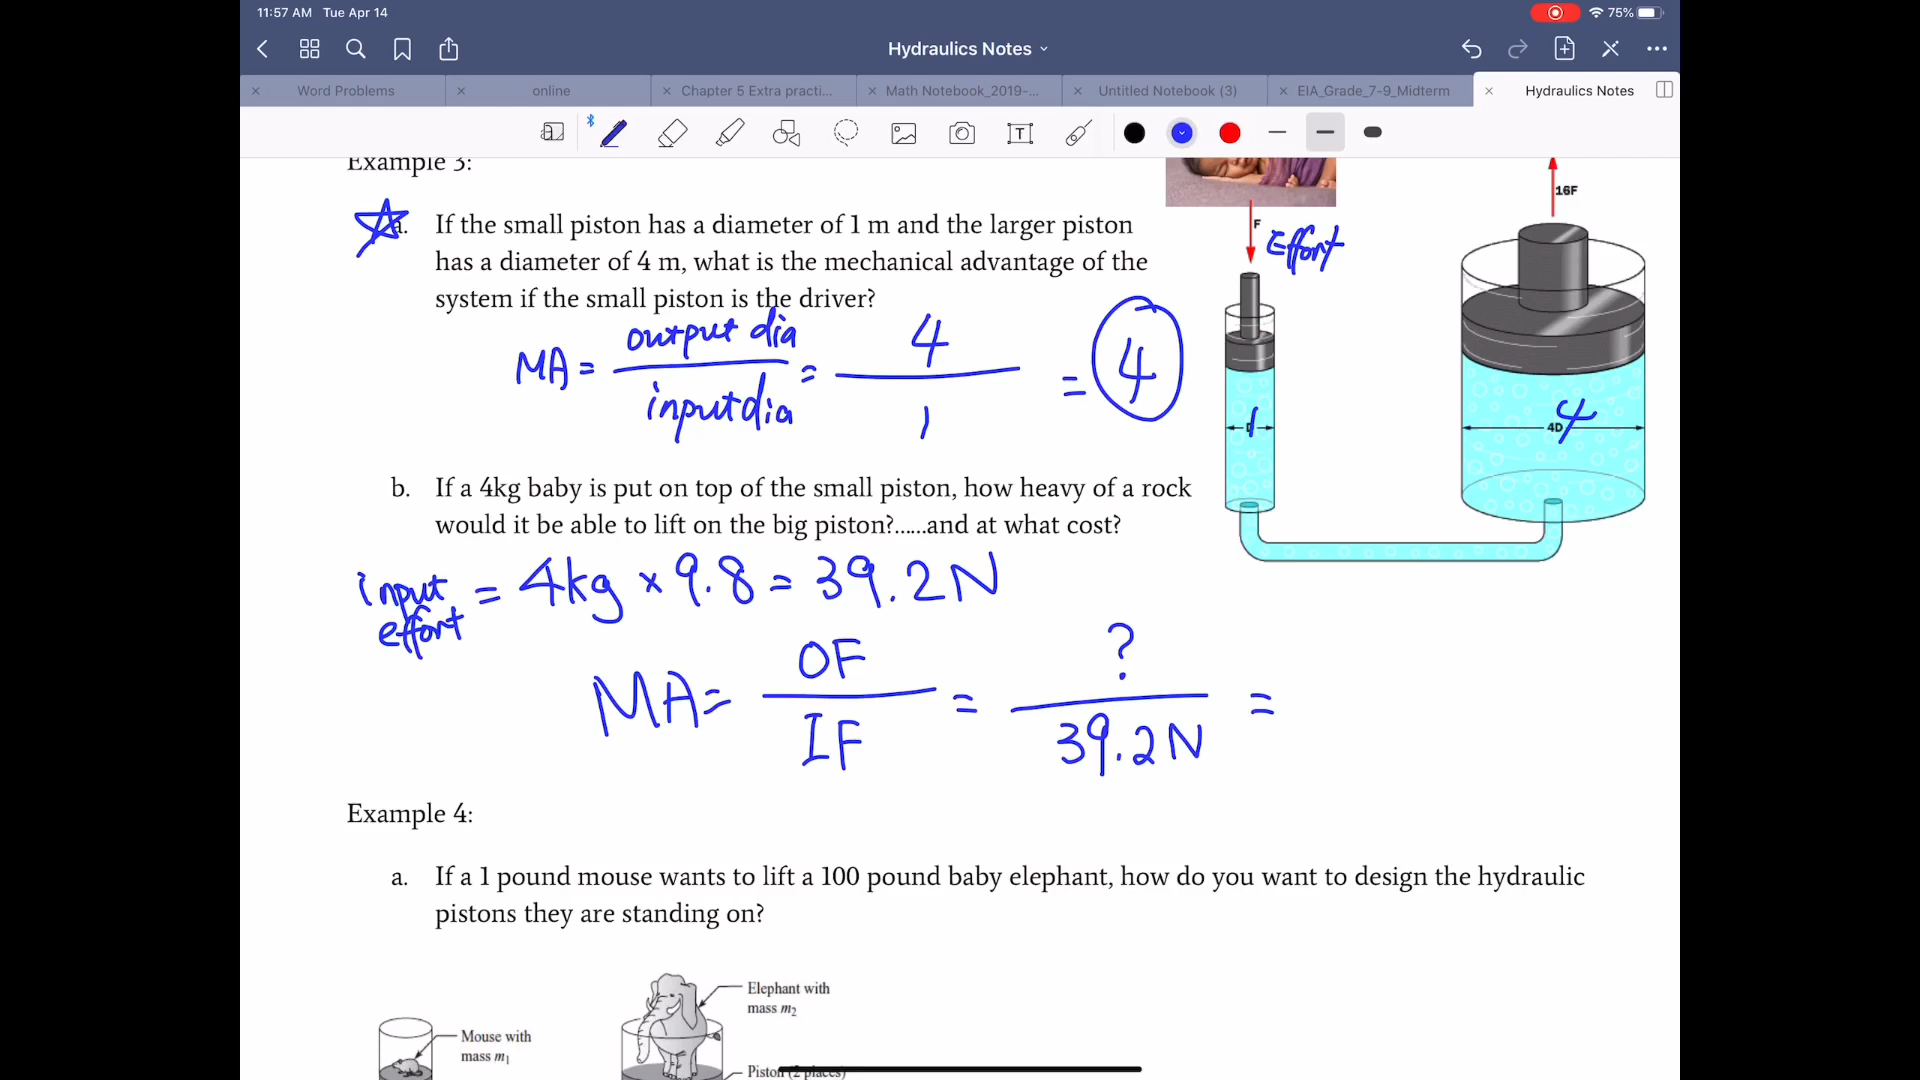 11:57 AM Tue Apr 14
75%
Hydraulics Notes
Word Problems
online
Chapter 5 Extra practi...
Math Notebook_2019-...
Untitled Notebook (3)
EIA_Grade_7-9_Midterm
Hydraulics Notes
Example 3:
a. If the small piston has a diameter of 1 m and the larger piston
has a diameter of 4 m, what is the mechanical advantage of the
system if the small piston is the driver?
MA = output dia / input dia = 4 / 1 = 4
F Effort
16F
D 1
4D 4
b. If a 4kg baby is put on top of the small piston, how heavy of a rock
would it be able to lift on the big piston?......and at what cost?
input effort = 4kg × 9.8 = 39.2N
MA = OF / IF = ? / 39.2N =
Example 4:
a. If a 1 pound mouse wants to lift a 100 pound baby elephant, how do you want to design the hydraulic
pistons they are standing on?
Elephant with
mass m₂
Mouse with
mass m₁
Piston (2 places)